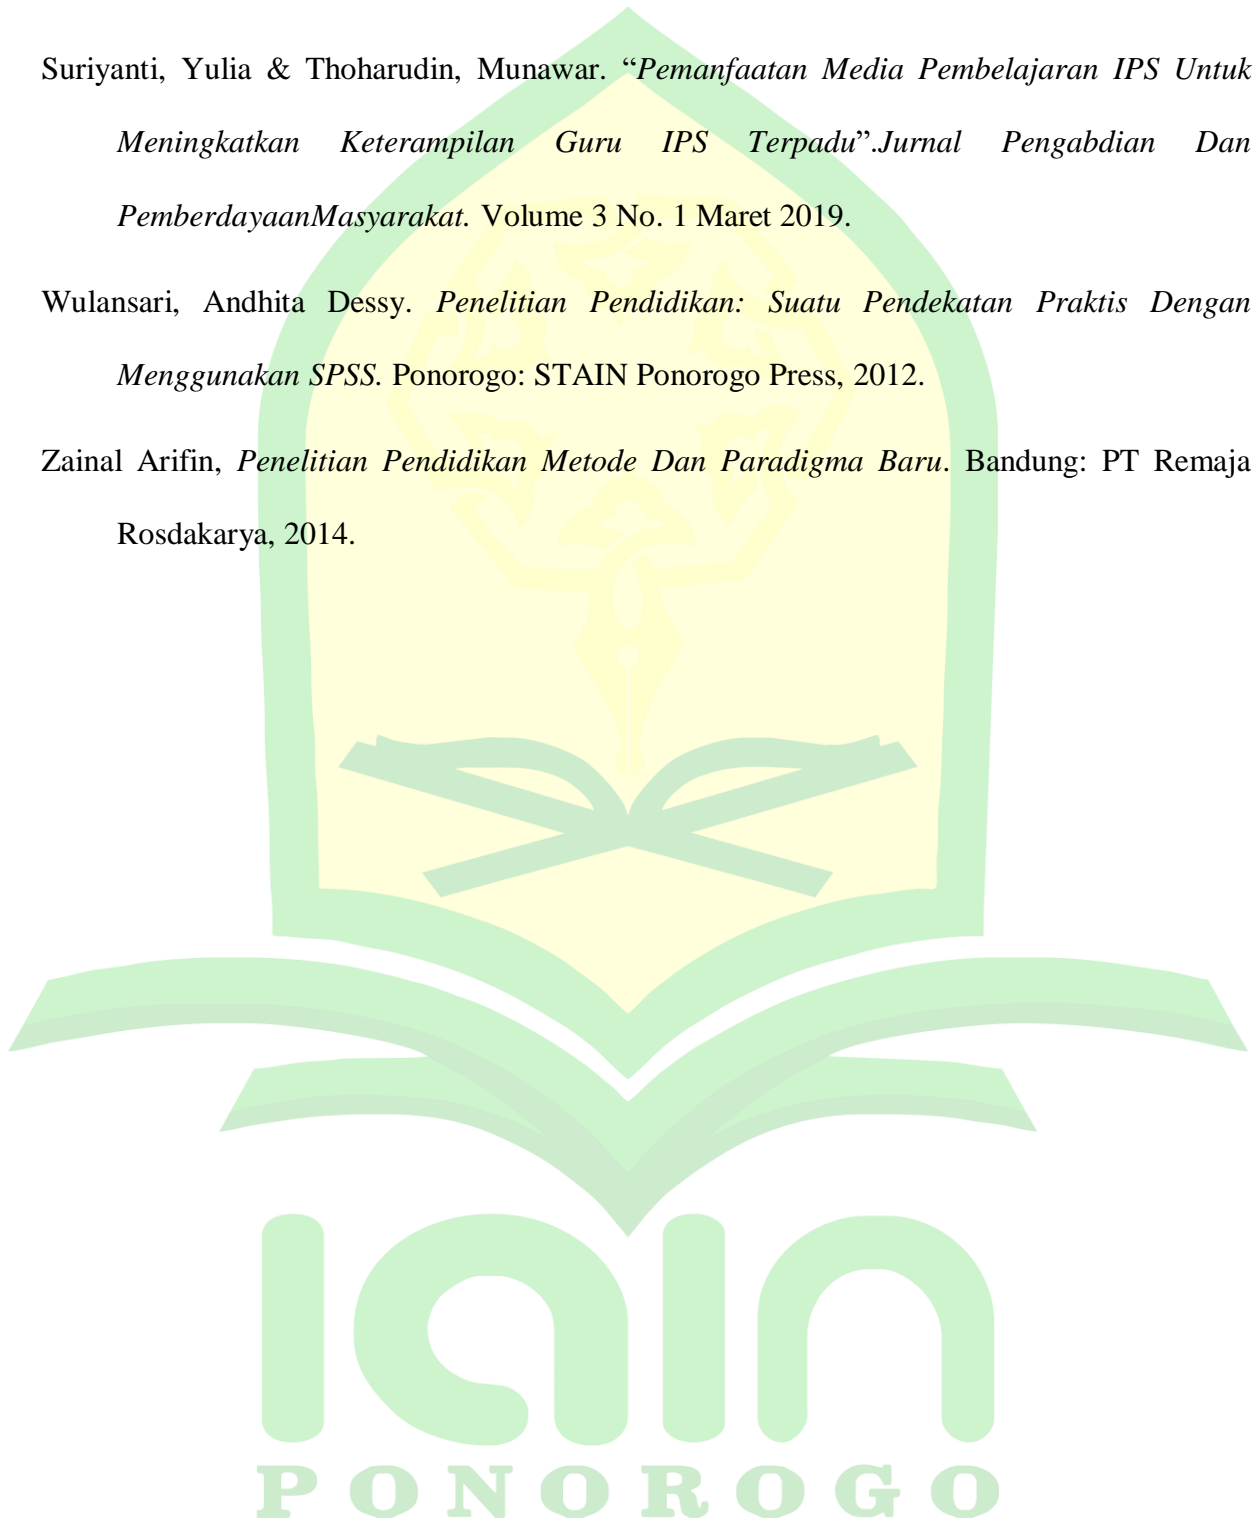 Suriyanti, Yulia & Thoharudin, Munawar. “Pemanfaatan Media Pembelajaran IPS Untuk
Meningkatkan Keterampilan Guru IPS Terpadu”.Jurnal Pengabdian Dan
PemberdayaanMasyarakat. Volume 3 No. 1 Maret 2019.
Wulansari, Andhita Dessy. Penelitian Pendidikan: Suatu Pendekatan Praktis Dengan
Menggunakan SPSS. Ponorogo: STAIN Ponorogo Press, 2012.
Zainal Arifin, Penelitian Pendidikan Metode Dan Paradigma Baru. Bandung: PT Remaja
Rosdakarya, 2014.
IAIN
PONOROGO